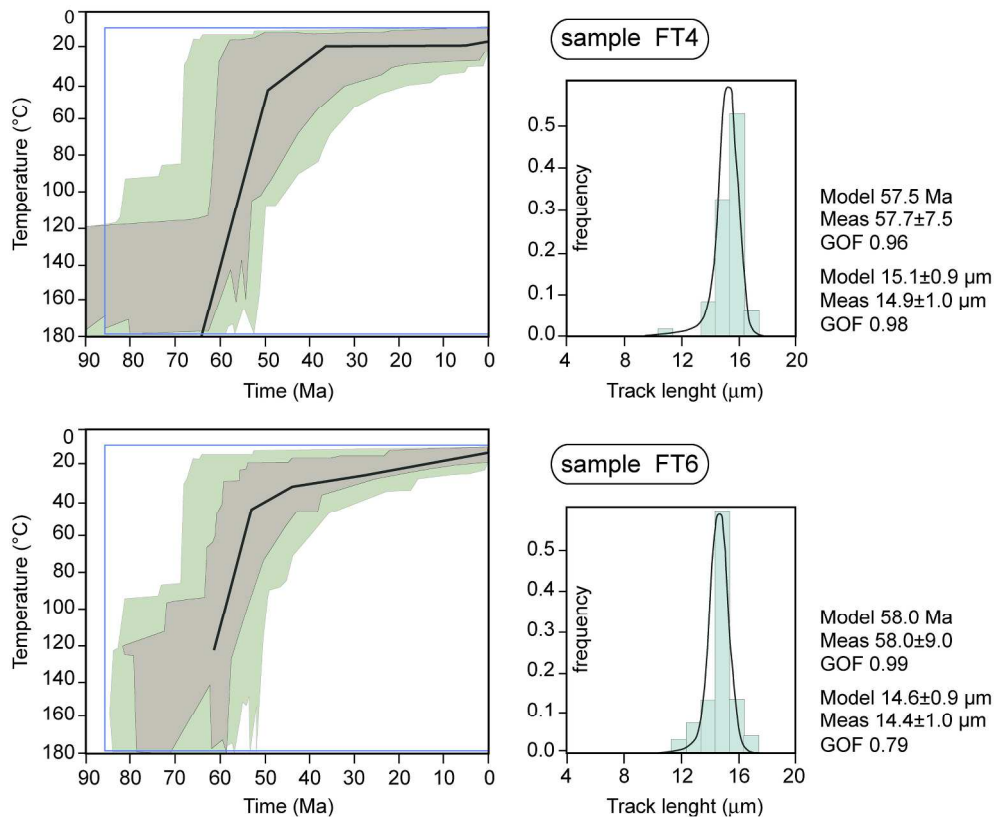 sample FT4
Temperature (°C)
0
20
40
60
80
100
120
140
160
180
90 80 70 60 50 40 30 20 10 0
Time (Ma)
frequency
0.5
0.4
0.3
0.2
0.1
0.0
4 8 12 16 20
Track lenght (μm)
Model 57.5 Ma
Meas 57.7±7.5
GOF 0.96
Model 15.1±0.9 μm
Meas 14.9±1.0 μm
GOF 0.98
sample FT6
Temperature (°C)
0
20
40
60
80
100
120
140
160
180
90 80 70 60 50 40 30 20 10 0
Time (Ma)
frequency
0.5
0.4
0.3
0.2
0.1
0.0
4 8 12 16 20
Track lenght (μm)
Model 58.0 Ma
Meas 58.0±9.0
GOF 0.99
Model 14.6±0.9 μm
Meas 14.4±1.0 μm
GOF 0.79